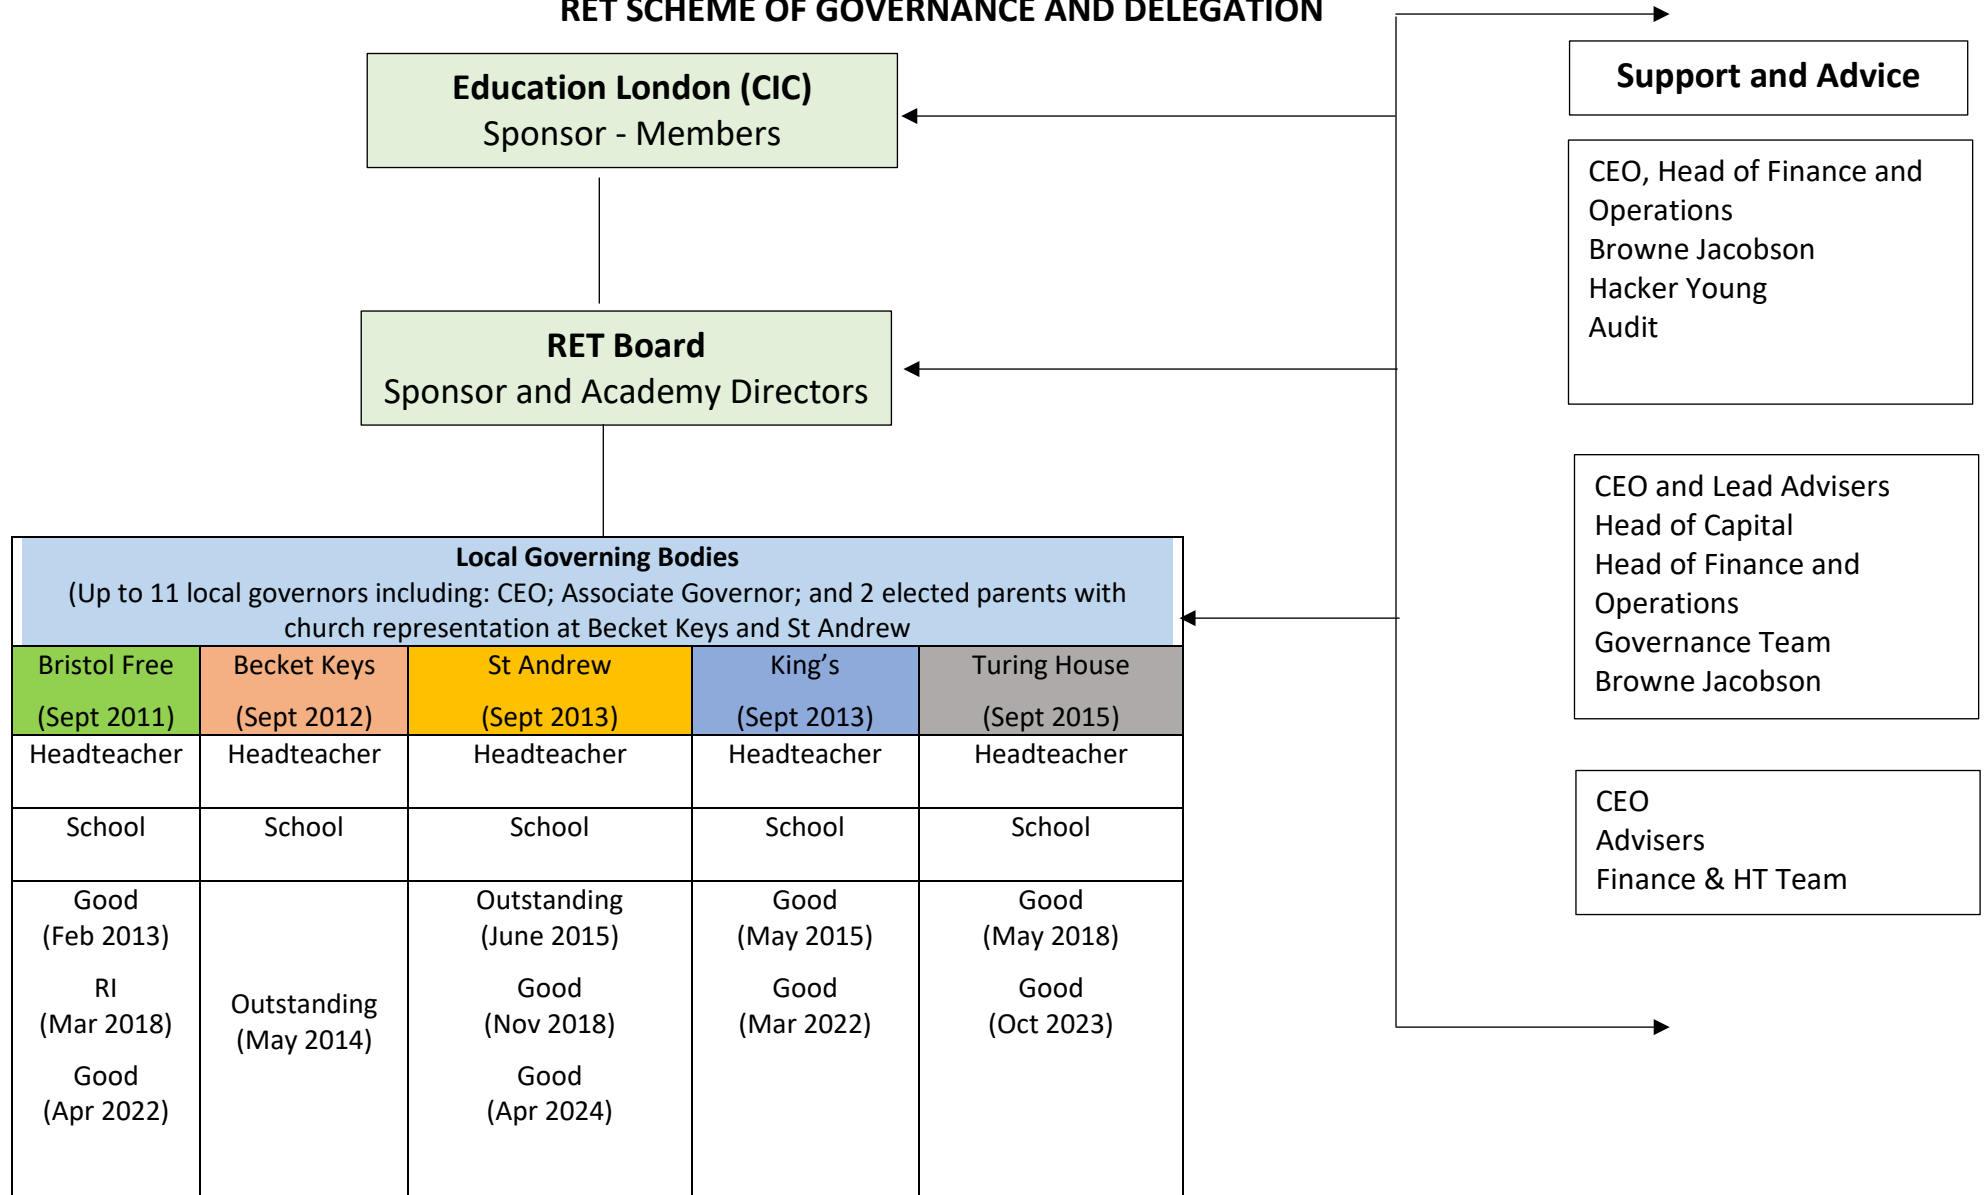 RET SCHEME OF GOVERNANCE AND DELEGATION
Education London (CIC)
Sponsor - Members
RET Board
Sponsor and Academy Directors
Support and Advice
CEO, Head of Finance and
Operations
Browne Jacobson
Hacker Young
Audit
CEO and Lead Advisers
Head of Capital
Head of Finance and
Operations
Governance Team
Browne Jacobson
CEO
Advisers
Finance & HT Team
Local Governing Bodies
(Up to 11 local governors including: CEO; Associate Governor; and 2 elected parents with
church representation at Becket Keys and St Andrew
Bristol Free
(Sept 2011)
Becket Keys
(Sept 2012)
St Andrew
(Sept 2013)
King’s
(Sept 2013)
Turing House
(Sept 2015)
Headteacher
Headteacher
Headteacher
Headteacher
Headteacher
School
School
School
School
School
Good
(Feb 2013)
RI
(Mar 2018)
Good
(Apr 2022)
Outstanding
(May 2014)
Outstanding
(June 2015)
Good
(Nov 2018)
Good
(Apr 2024)
Good
(May 2015)
Good
(Mar 2022)
Good
(May 2018)
Good
(Oct 2023)